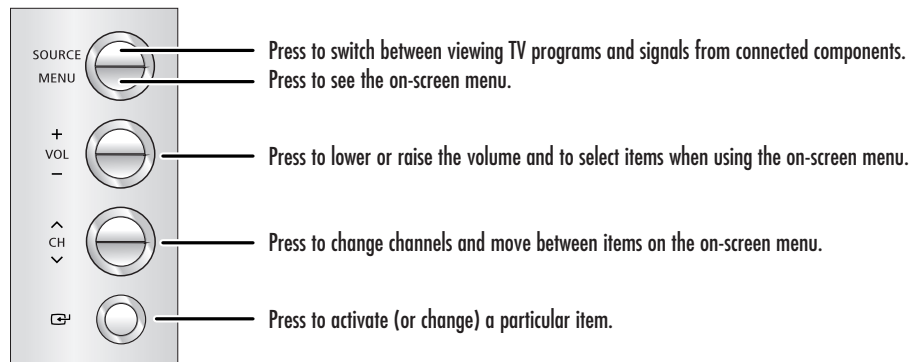 SOURCE
MENU
Press to switch between viewing TV programs and signals from connected components.
Press to see the on-screen menu.
+
VOL
−
Press to lower or raise the volume and to select items when using the on-screen menu.
CH
Press to change channels and move between items on the on-screen menu.
Press to activate (or change) a particular item.